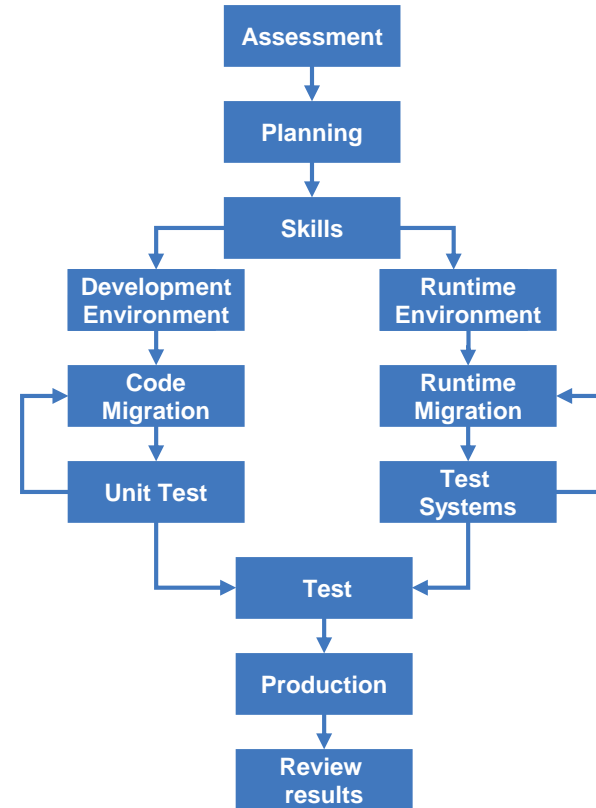 Assessment
Planning
Skills
Development
Environment
Runtime
Environment
Code
Migration
Runtime
Migration
Unit Test
Test
Systems
Test
Production
Review
results